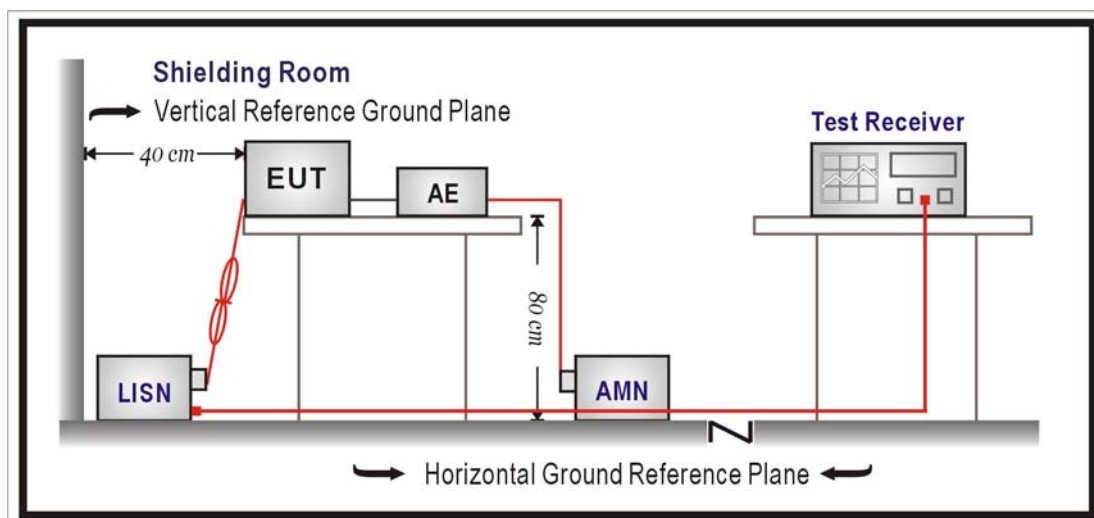 Shielding Room
Vertical Reference Ground Plane
40 cm
EUT
AE
Test Receiver
80 cm
LISN
AMN
Horizontal Ground Reference Plane